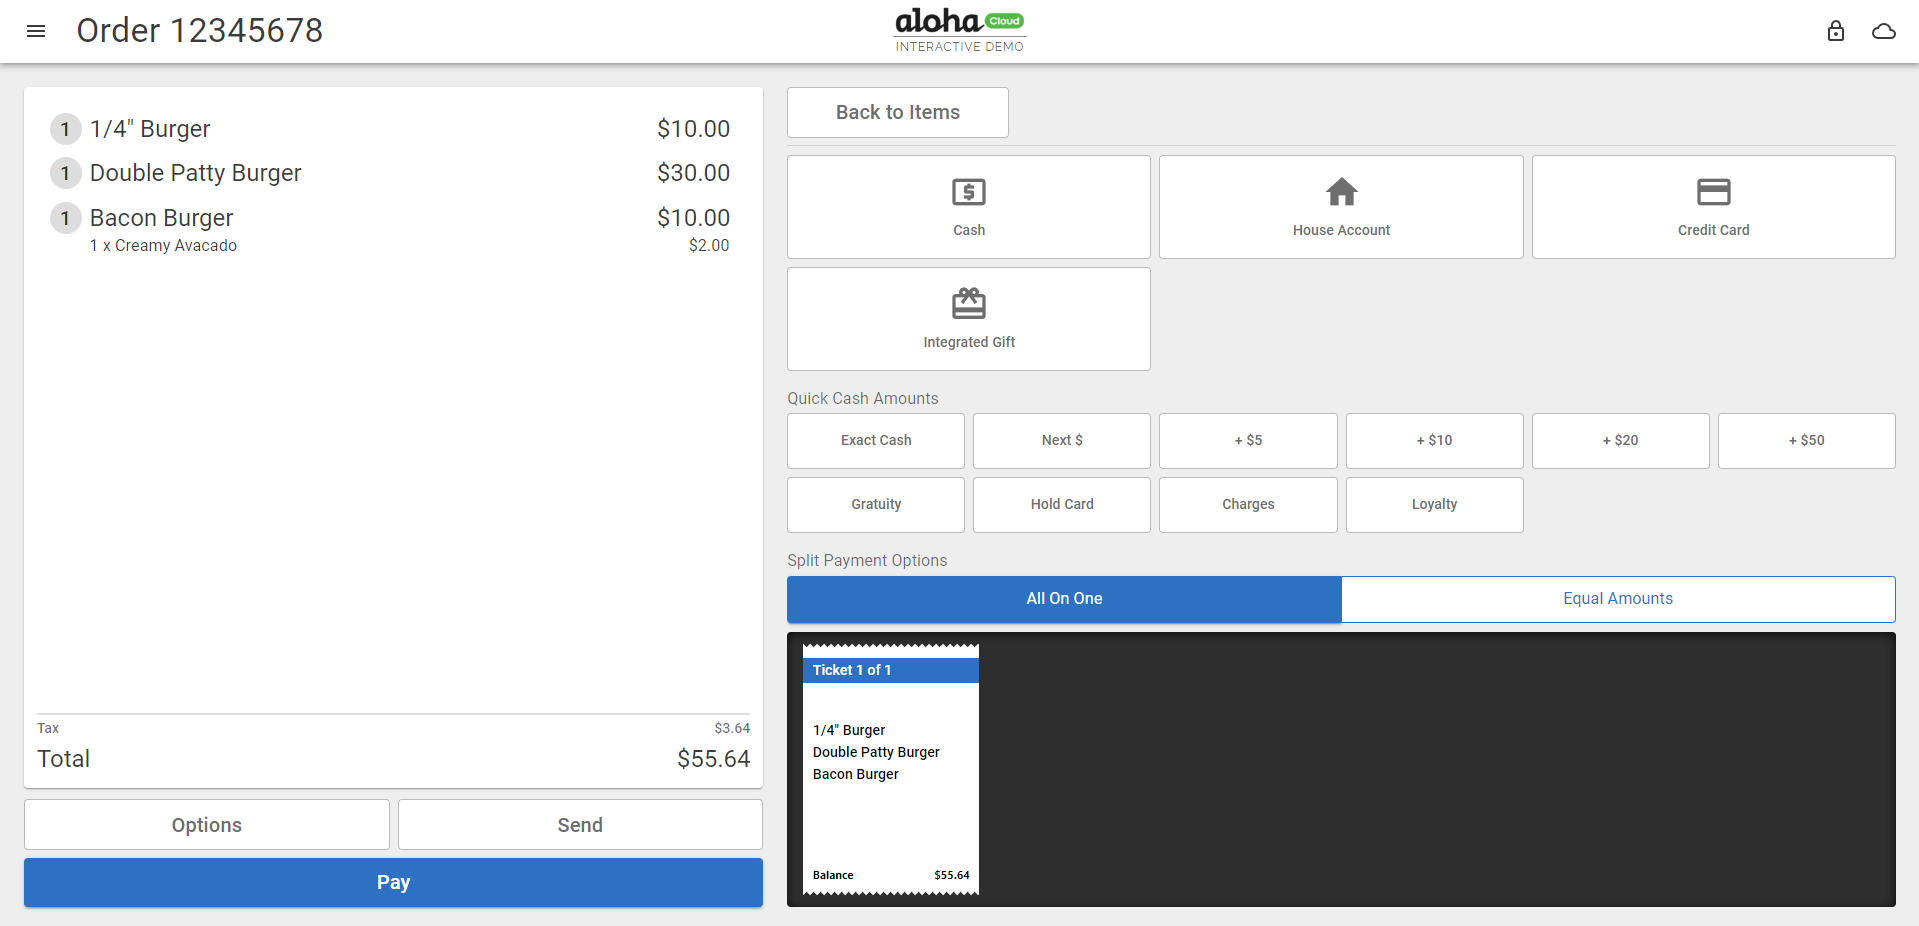 Order 12345678
aloha Cloud
INTERACTIVE DEMO
1 1/4" Burger $10.00
1 Double Patty Burger $30.00
1 Bacon Burger $10.00
1 x Creamy Avacado $2.00
Tax $3.64
Total $55.64
Options Send
Pay
Back to Items
Cash House Account Credit Card
Integrated Gift
Quick Cash Amounts
Exact Cash Next $ + $5 + $10 + $20 + $50
Gratuity Hold Card Charges Loyalty
Split Payment Options
All On One Equal Amounts
Ticket 1 of 1
1/4" Burger
Double Patty Burger
Bacon Burger
Balance $55.64